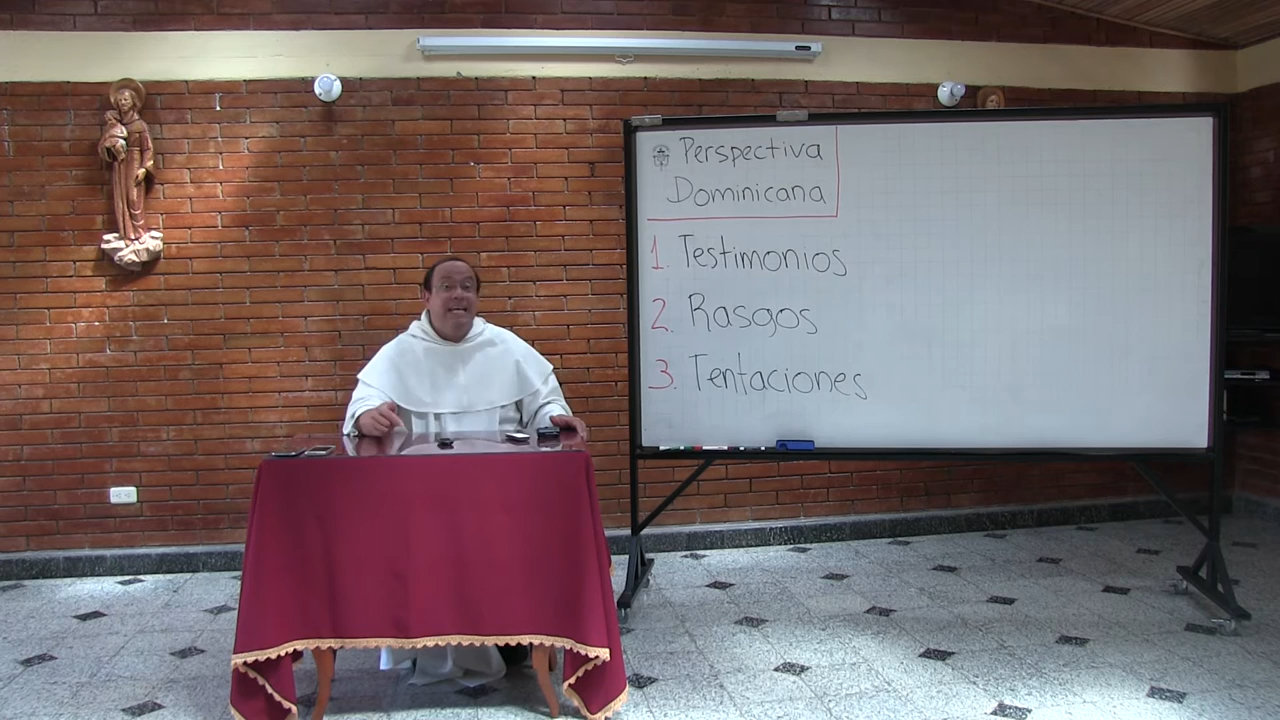 Perspectiva
Dominicana
1. Testimonios
2. Rasgos
3. Tentaciones